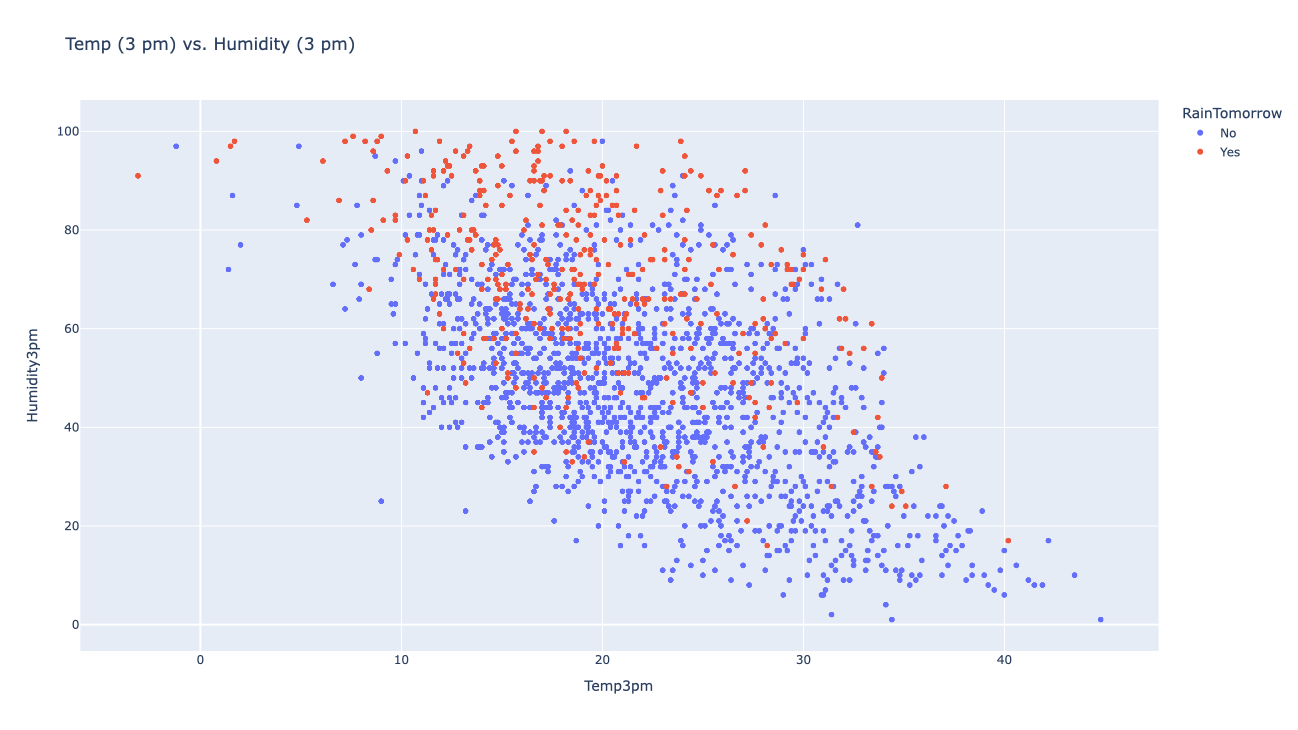 Temp (3 pm) vs. Humidity (3 pm)
RainTomorrow
No
Yes
Humidity3pm
100
80
60
40
20
0
0 10 20 30 40
Temp3pm